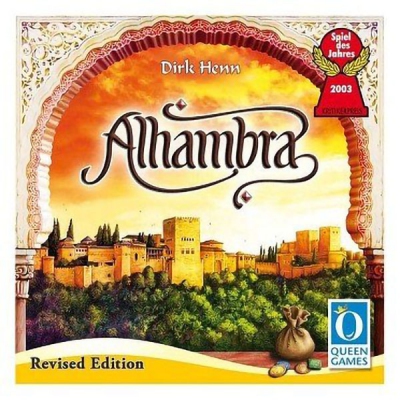 Dirk Henn
Spiel
des Jahres
2003
Alhambra
QUEEN
GAMES
Revised Edition